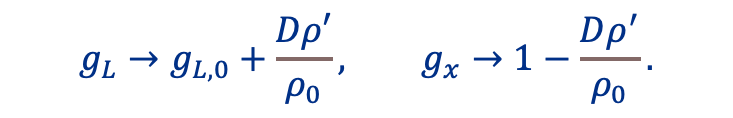 g_L → g_{L,0} + Dρ′/ρ_0, g_x → 1 − Dρ′/ρ_0.